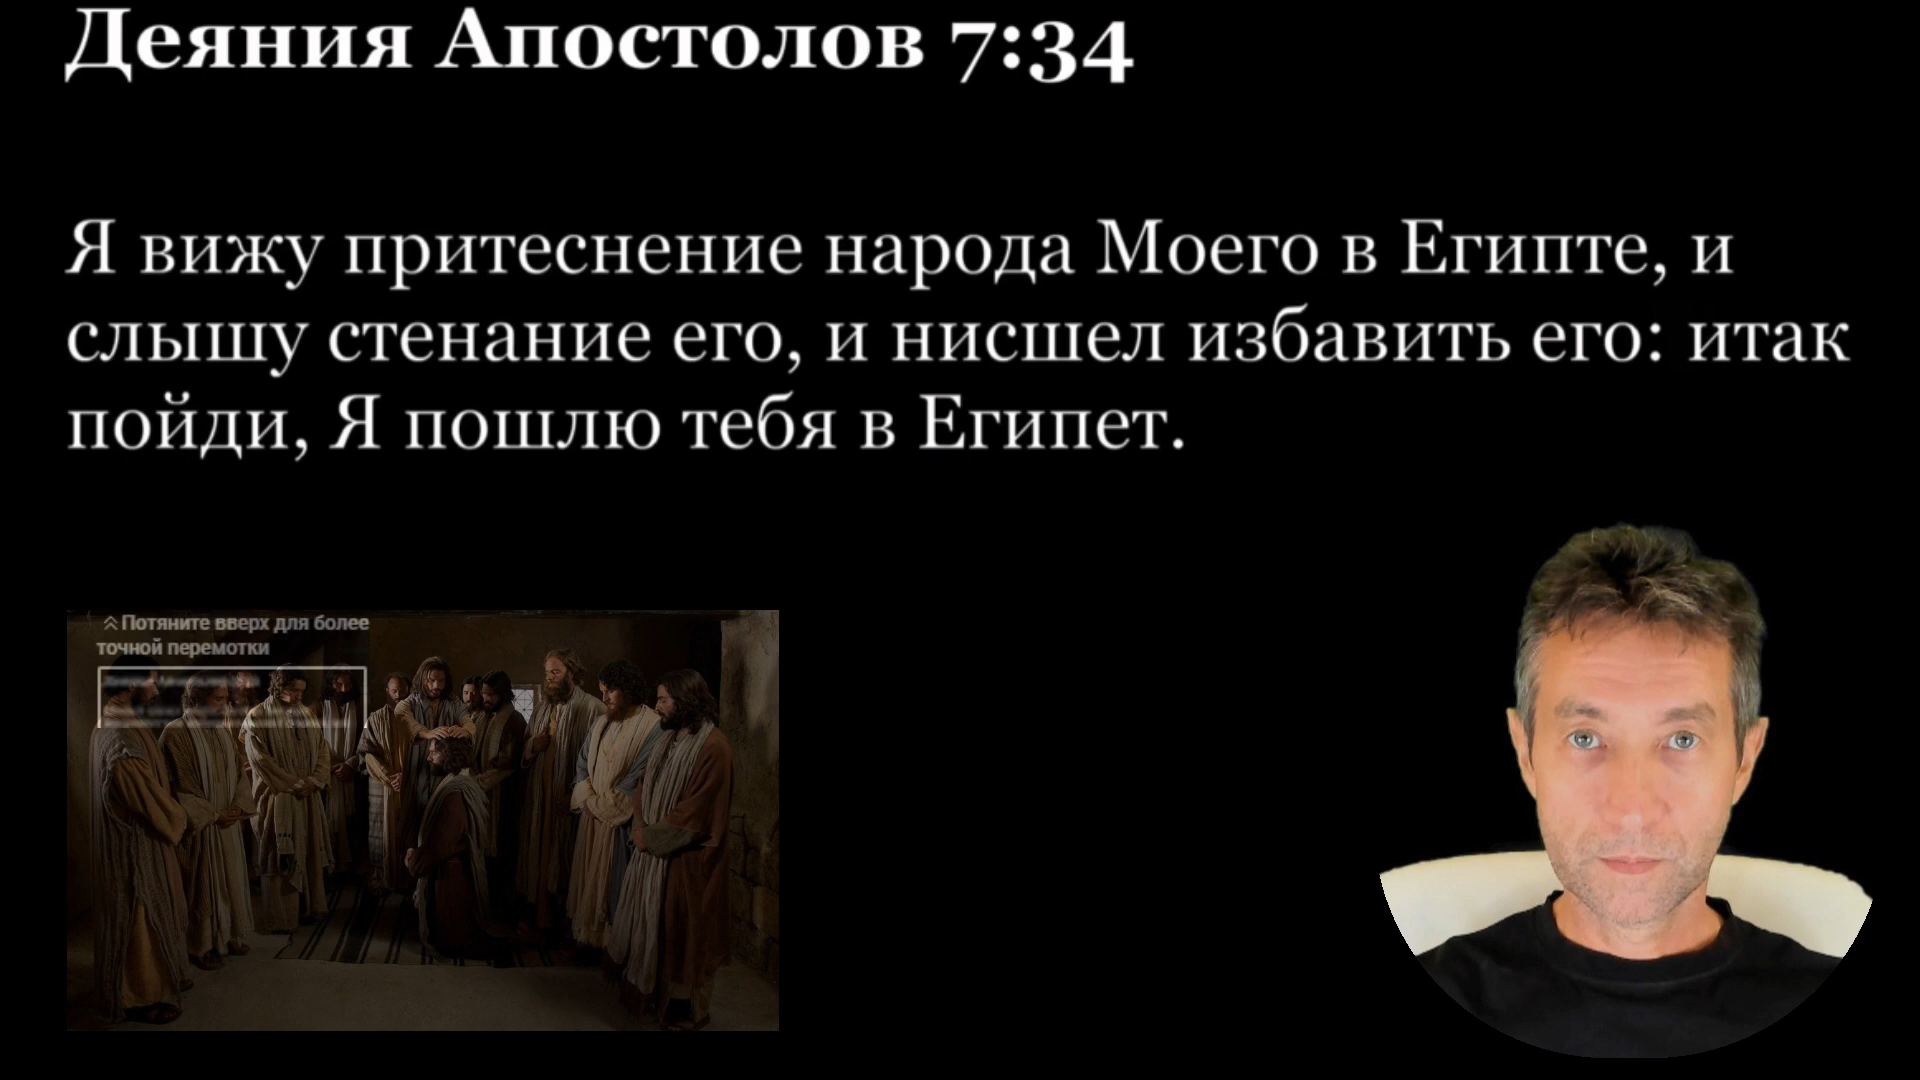 Деяния Апостолов 7:34
Я вижу притеснение народа Моего в Египте, и
слышу стенание его, и нисшел избавить его: итак
пойди, Я пошлю тебя в Египет.
Потяните вверх для более
точной перемотки